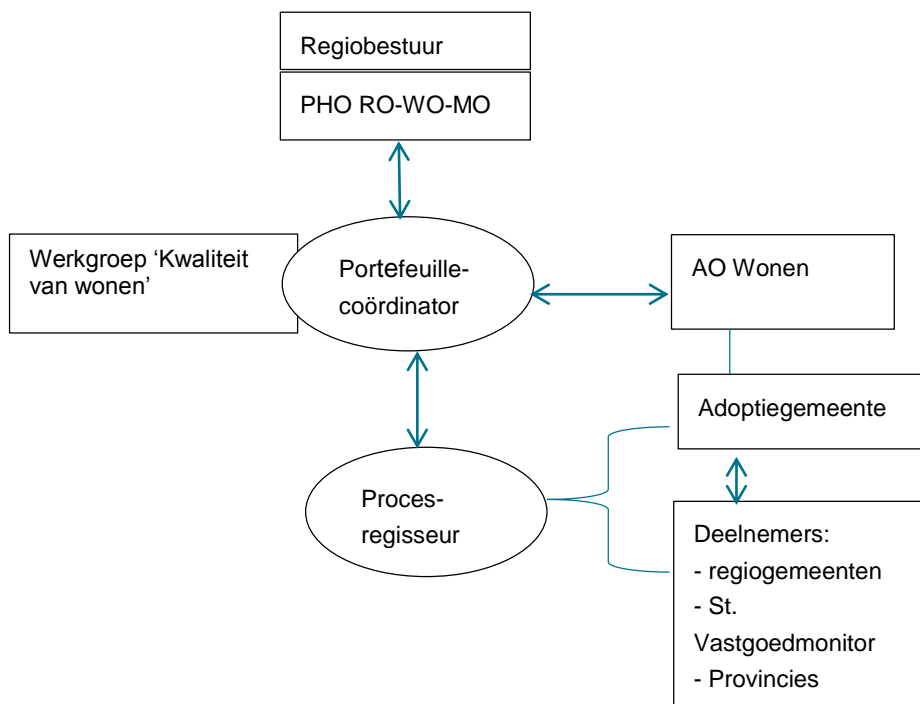 Regiobestuur
PHO RO-WO-MO
Werkgroep ‘Kwaliteit
van wonen’
Portefeuille-
coördinator
AO Wonen
Adoptiegemeente
Proces-
regisseur
Deelnemers:
- regiogemeenten
- St.
Vastgoedmonitor
- Provincies